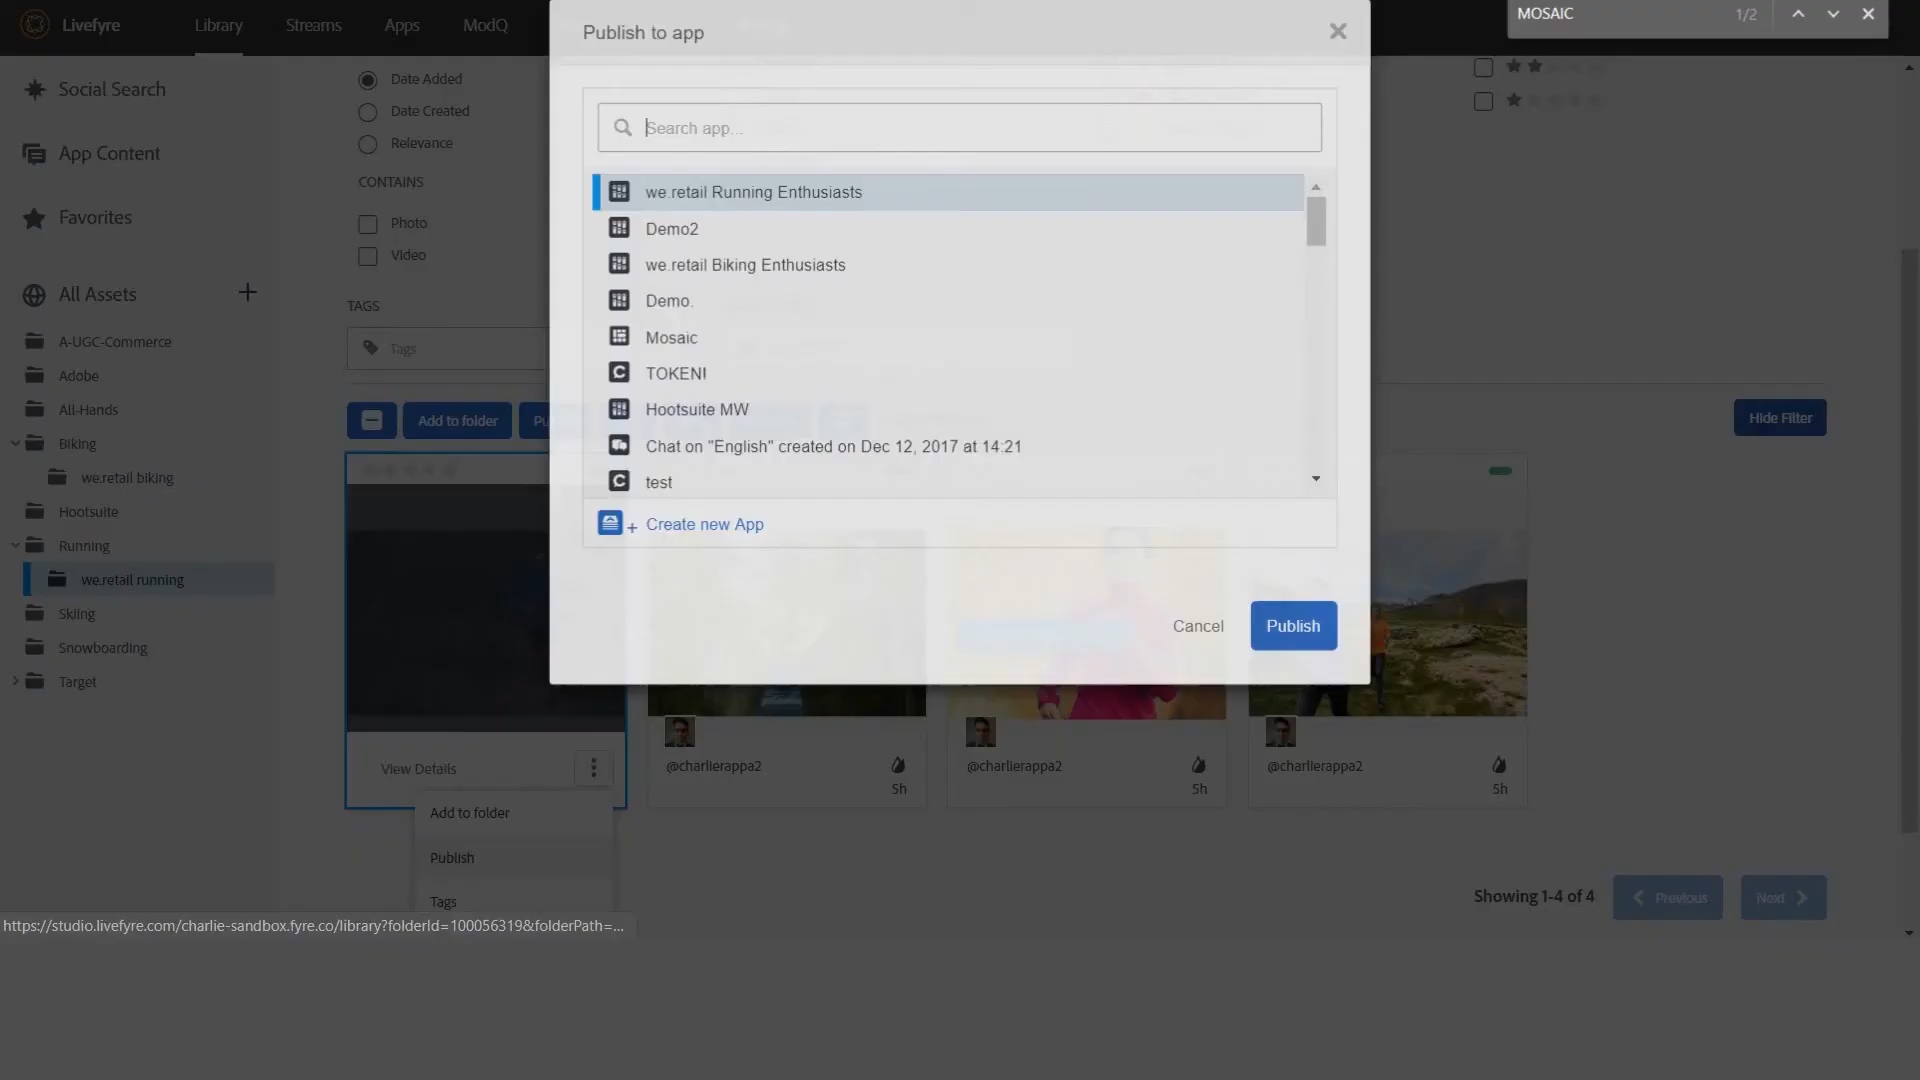 Livefyre
Library
Streams
Apps
ModQ
MOSAIC
1/2
Publish to app
Social Search
App Content
Favorites
All Assets
A-UGC-Commerce
Adobe
All-Hands
Biking
we.retail biking
Hootsuite
Running
we.retail running
Skiing
Snowboarding
Target
Date Added
Date Created
Relevance
CONTAINS
Photo
Video
TAGS
Tags
Add to folder
Hide Filter
Search app...
we.retail Running Enthusiasts
Demo2
we.retail Biking Enthusiasts
Demo.
Mosaic
TOKEN!
Hootsuite MW
Chat on "English" created on Dec 12, 2017 at 14:21
test
Create new App
Cancel
Publish
View Details
Add to folder
Publish
Tags
@charlierappa2
5h
@charlierappa2
5h
@charlierappa2
5h
Showing 1-4 of 4
Previous
Next
https://studio.livefyre.com/charlie-sandbox.fyre.co/library?folderId=100056319&folderPath=...